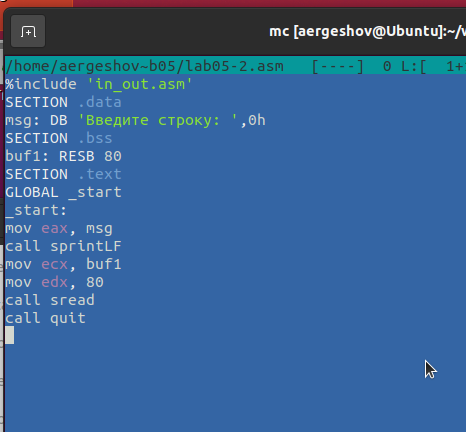 mc [aergeshov@Ubuntu]:~/
/home/aergeshov~b05/lab05-2.asm [----] 0 L:[ 1+
%include 'in_out.asm'
SECTION .data
msg: DB 'Введите строку: ',0h
SECTION .bss
buf1: RESB 80
SECTION .text
GLOBAL _start
_start:
mov eax, msg
call sprintLF
mov ecx, buf1
mov edx, 80
call sread
call quit